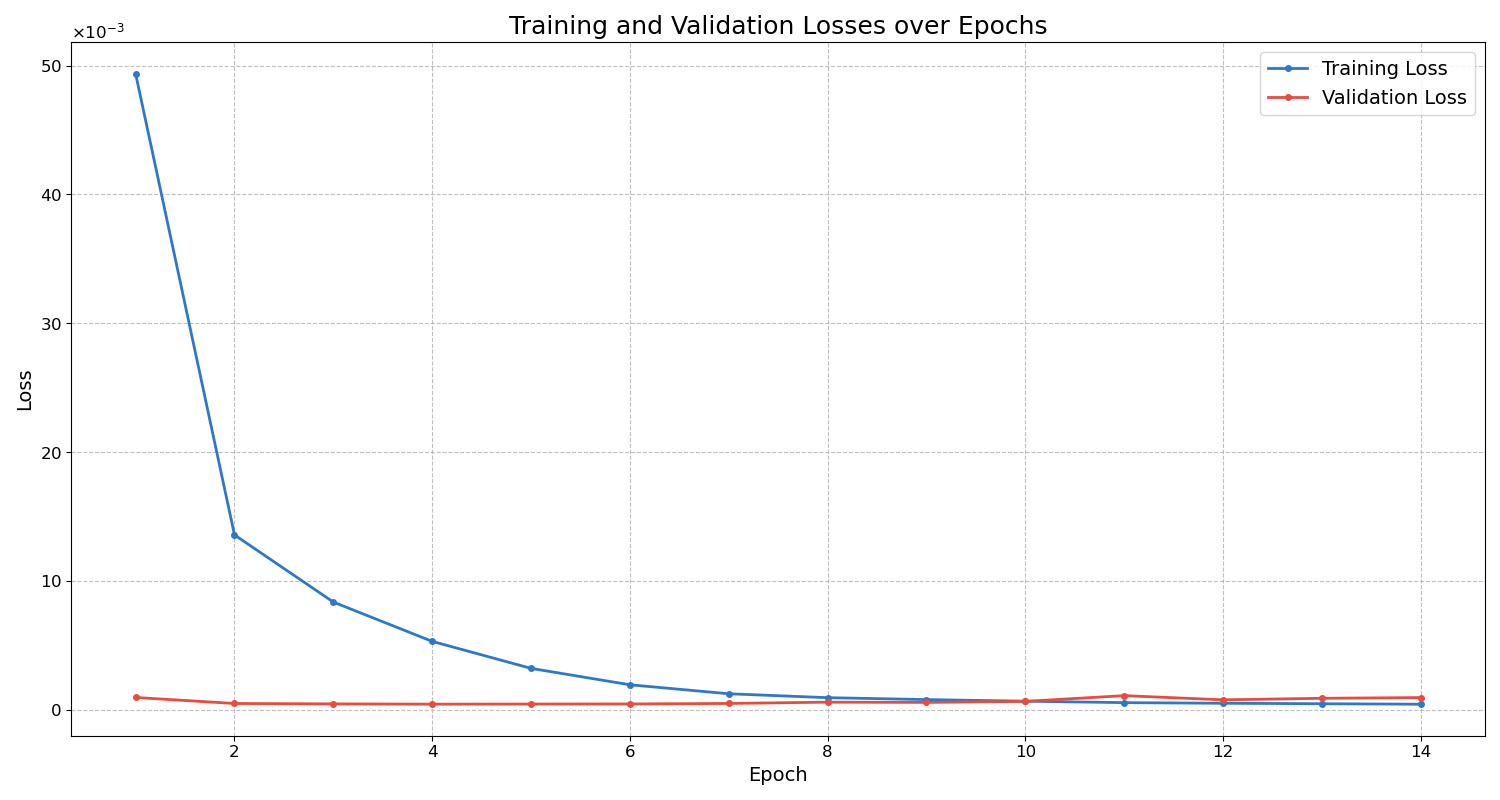 Training and Validation Losses over Epochs
×10⁻³
Training Loss
Validation Loss
50
40
30
20
10
0
Loss
2 4 6 8 10 12 14
Epoch